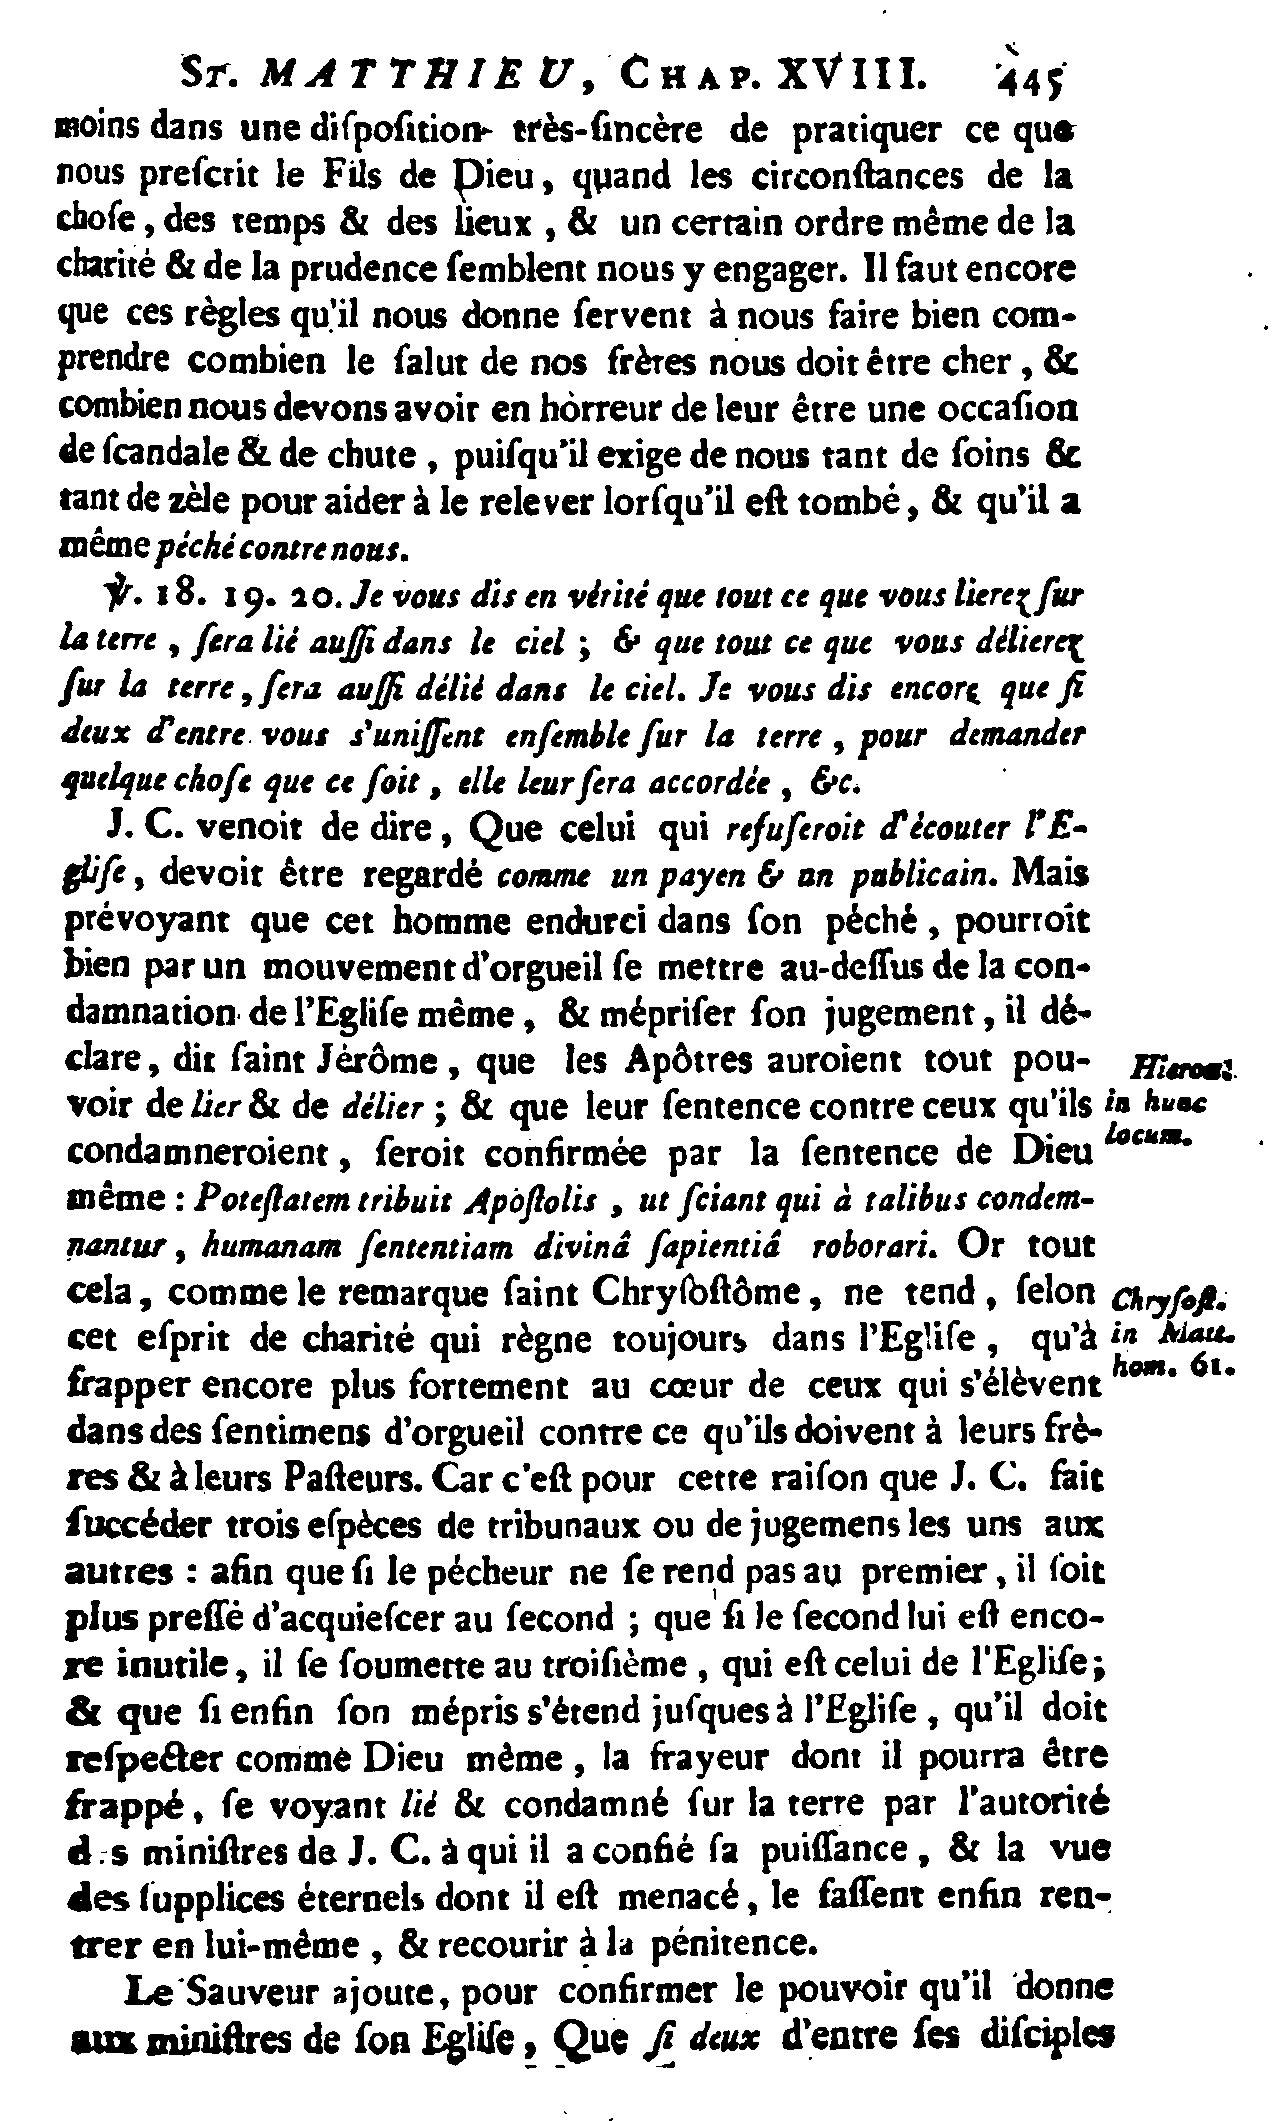 St. MATTHIEU, CHAP. XVIII. 445
moins dans une diſpoſition très-ſincère de pratiquer ce que
nous preſcrit le Fils de Dieu, quand les circonſtances de la
choſe, des temps & des lieux, & un certain ordre même de la
charité & de la prudence ſemblent nous y engager. Il faut encore
que ces règles qu'il nous donne ſervent à nous faire bien com-
prendre combien le ſalut de nos frères nous doit être cher, &
combien nous devons avoir en horreur de leur être une occaſion
de ſcandale & de chute, puiſqu'il exige de nous tant de ſoins &
tant de zèle pour aider à le relever lorſqu'il eſt tombé, & qu'il a
même péché contre nous.
℣. 18. 19. 20. Je vous dis en vérité que tout ce que vous lierez ſur
la terre, ſera lié auſſi dans le ciel; & que tout ce que vous délierez
ſur la terre, ſera auſſi délié dans le ciel. Je vous dis encore que ſi
deux d'entre vous s'uniſſent enſemble ſur la terre, pour demander
quelque choſe que ce ſoit, elle leur ſera accordée, &c.
J. C. venoit de dire, Que celui qui refuſeroit d'écouter l'E-
gliſe, devoit être regardé comme un payen & un publicain. Mais
prévoyant que cet homme endurci dans ſon péché, pourroit
bien par un mouvement d'orgueil ſe mettre au-deſſus de la con-
damnation de l'Egliſe même, & mépriſer ſon jugement, il dé-
clare, dit ſaint Jérôme, que les Apôtres auroient tout pou-
voir de lier & de délier; & que leur ſentence contre ceux qu'ils
condamneroient, ſeroit confirmée par la ſentence de Dieu
même : Poteſtatem tribuit Apoſtolis, ut ſciant qui à talibus condem-
nantur, humanam ſententiam divinâ ſapientiâ roborari. Or tout
cela, comme le remarque ſaint Chryſoſtôme, ne tend, ſelon
cet eſprit de charité qui règne toujours dans l'Egliſe, qu'à
frapper encore plus fortement au cœur de ceux qui s'élèvent
dans des ſentimens d'orgueil contre ce qu'ils doivent à leurs frè-
res & à leurs Paſteurs. Car c'eſt pour cette raiſon que J. C. fait
ſuccéder trois eſpèces de tribunaux ou de jugemens les uns aux
autres : afin que ſi le pécheur ne ſe rend pas au premier, il ſoit
plus preſſé d'acquieſcer au ſecond; que ſi le ſecond lui eſt enco-
re inutile, il ſe ſoumette au troiſième, qui eſt celui de l'Egliſe;
& que ſi enfin ſon mépris s'étend juſques à l'Egliſe, qu'il doit
reſpecter comme Dieu même, la frayeur dont il pourra être
frappé, ſe voyant lié & condamné ſur la terre par l'autorité
des miniſtres de J. C. à qui il a confié ſa puiſſance, & la vue
des ſupplices éternels dont il eſt menacé, le faſſent enfin ren-
trer en lui-même, & recourir à la pénitence.
Le Sauveur ajoute, pour confirmer le pouvoir qu'il donne
aux miniſtres de ſon Egliſe, Que ſi deux d'entre ſes diſciples
Hieron.
in hunc
locum.
Chryſoſt.
in Matt.
hom. 61.